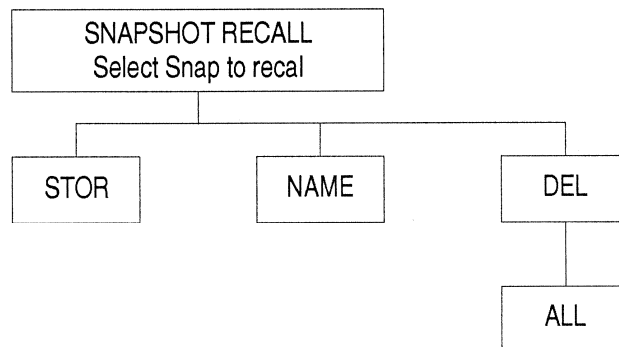 SNAPSHOT RECALL
Select Snap to recal
STOR
NAME
DEL
ALL